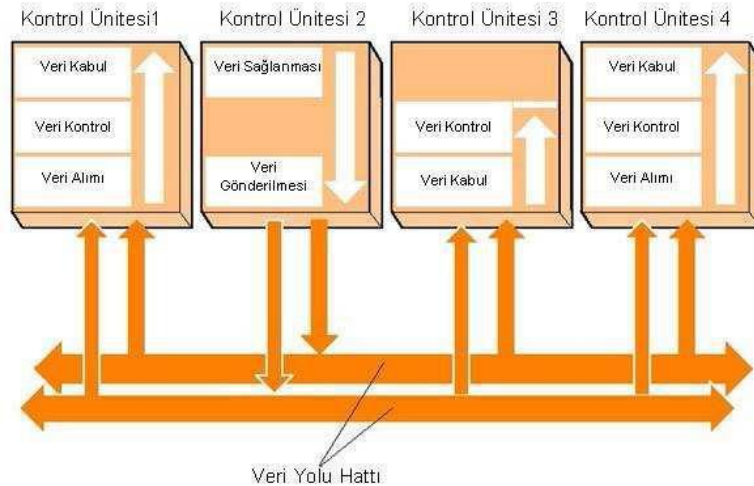 Kontrol Ünitesi1
Kontrol Ünitesi 2
Kontrol Ünitesi 3
Kontrol Ünitesi 4
Veri Kabul
Veri Kontrol
Veri Alımı
Veri Sağlanması
Veri
Gönderilmesi
Veri Kontrol
Veri Kabul
Veri Kabul
Veri Kontrol
Veri Alımı
Veri Yolu Hattı